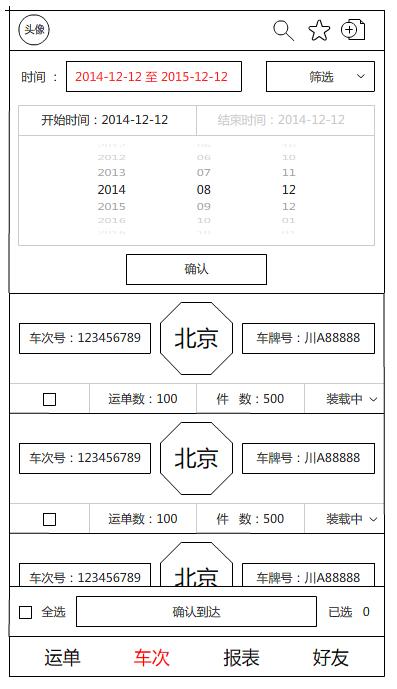 头像
时间 : 2014-12-12 至 2015-12-12 筛选
开始时间：2014-12-12 结束时间：2014-12-12
2012 06 10
2013 07 11
2014 08 12
2015 09 12
2016 10 01
确认
车次号：123456789 北京 车牌号：川A88888
运单数：100 件 数：500 装载中
车次号：123456789 北京 车牌号：川A88888
运单数：100 件 数：500 装载中
车次号：123456789 北京 车牌号：川A88888
全选 确认到达 已选 0
运单 车次 报表 好友